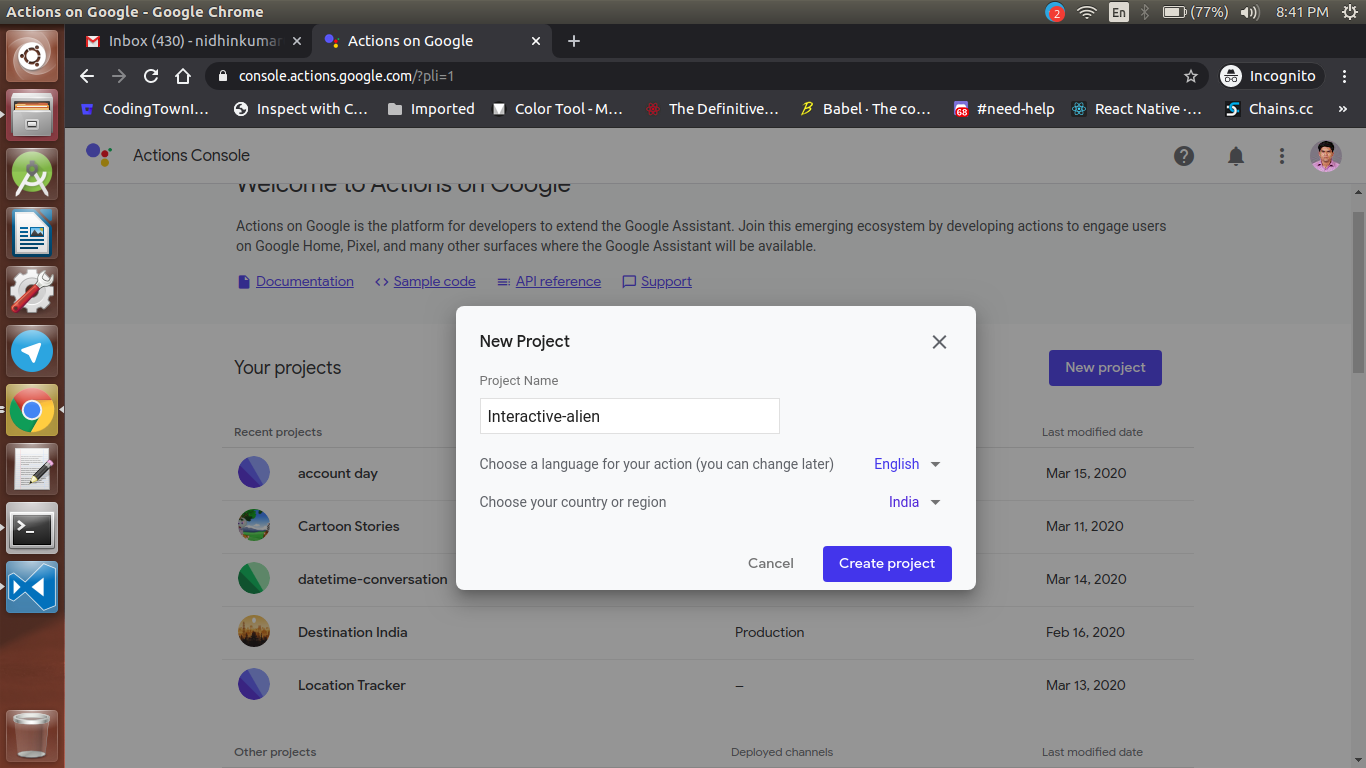 Actions on Google - Google Chrome
2
En
(77%)
8:41 PM
Inbox (430) - nidhinkumar
Actions on Google
console.actions.google.com/?pli=1
Incognito
CodingTownI...
Inspect with C...
Imported
Color Tool - M...
The Definitive...
Babel · The co...
68
#need-help
React Native ·...
Chains.cc
»
Actions Console
Welcome to Actions on Google
Actions on Google is the platform for developers to extend the Google Assistant. Join this emerging ecosystem by developing actions to engage users
on Google Home, Pixel, and many other surfaces where the Google Assistant will be available.
Documentation
Sample code
API reference
Support
Your projects
New project
New Project
Project Name
Interactive-alien
Choose a language for your action (you can change later)
English
Choose your country or region
India
Cancel
Create project
Recent projects
Last modified date
account day
Mar 15, 2020
Cartoon Stories
Mar 11, 2020
datetime-conversation
Mar 14, 2020
Destination India
Production
Feb 16, 2020
Location Tracker
–
Mar 13, 2020
Other projects
Deployed channels
Last modified date